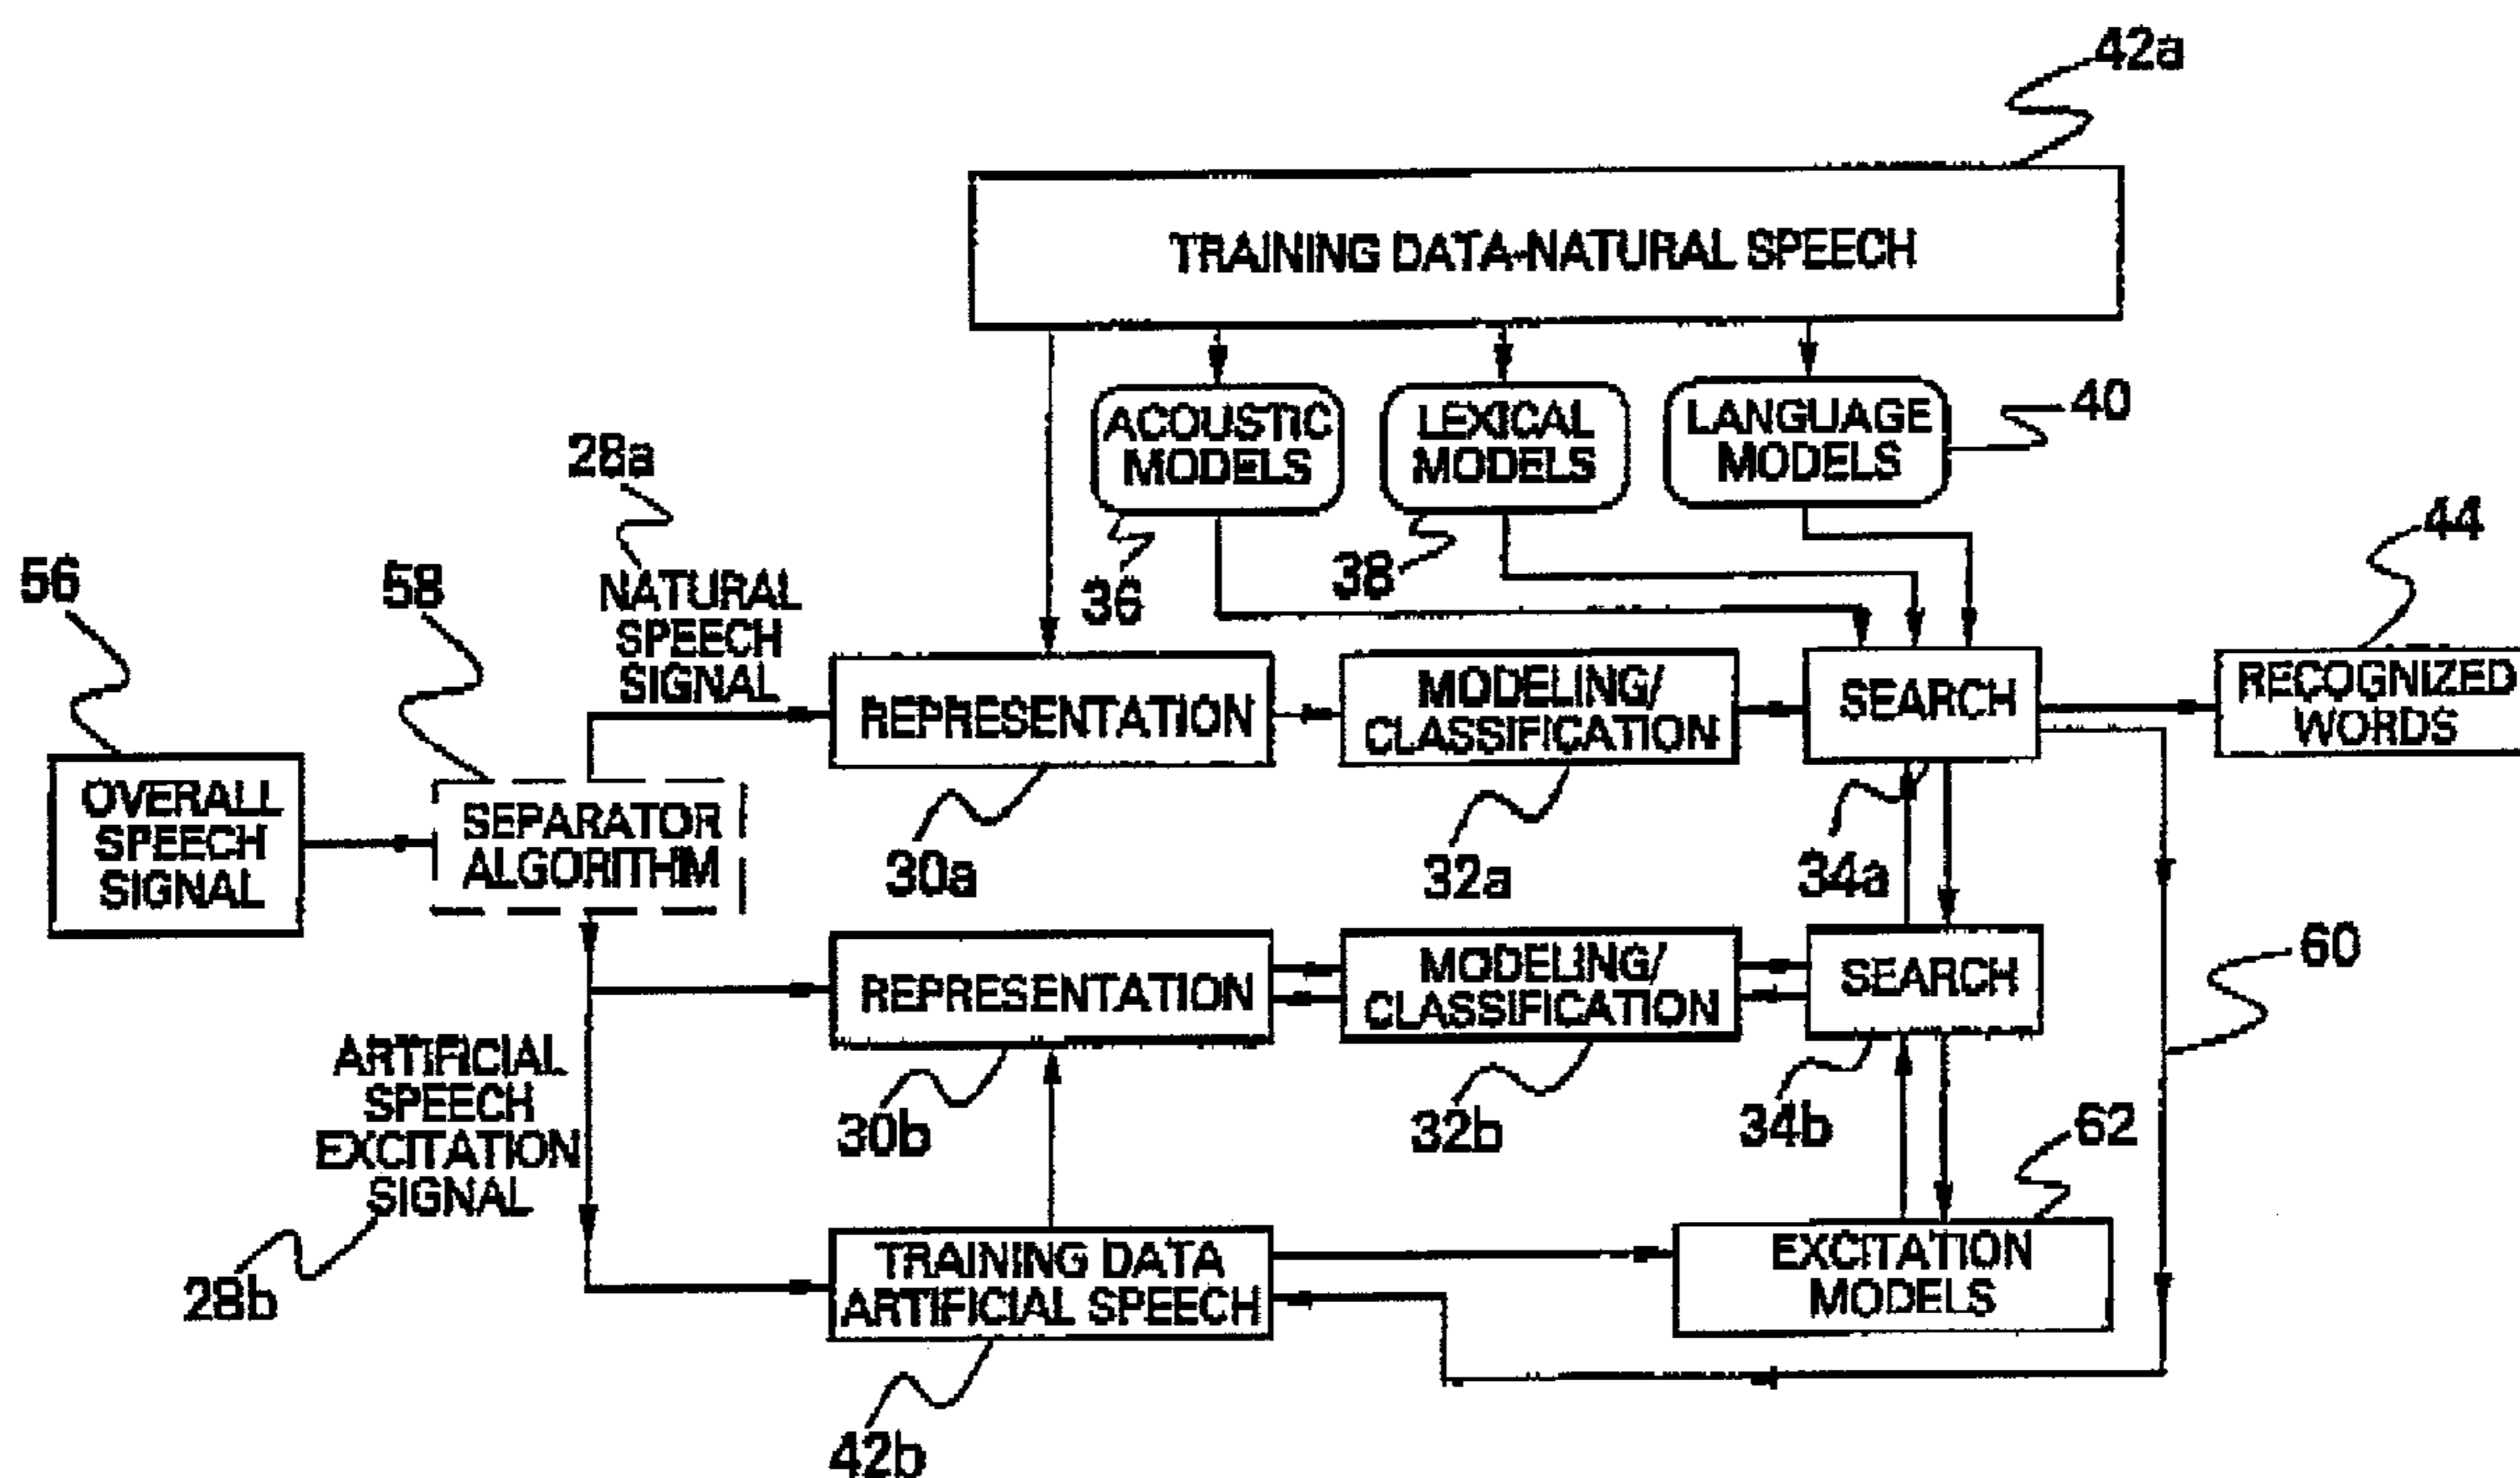 42a
TRAINING DATA-NATURAL SPEECH
ACOUSTIC
MODELS
LEXICAL
MODELS
LANGUAGE
MODELS
40
36
38
44
28a
NATURAL
SPEECH
SIGNAL
56
58
OVERALL
SPEECH
SIGNAL
SEPARATOR
ALGORITHM
REPRESENTATION
MODELING/
CLASSIFICATION
SEARCH
RECOGNIZED
WORDS
30a
32a
34a
REPRESENTATION
MODELING/
CLASSIFICATION
SEARCH
60
ARTIFICIAL
SPEECH
EXCITATION
SIGNAL
28b
30b
32b
34b
62
TRAINING DATA
ARTIFICIAL SPEECH
EXCITATION
MODELS
42b